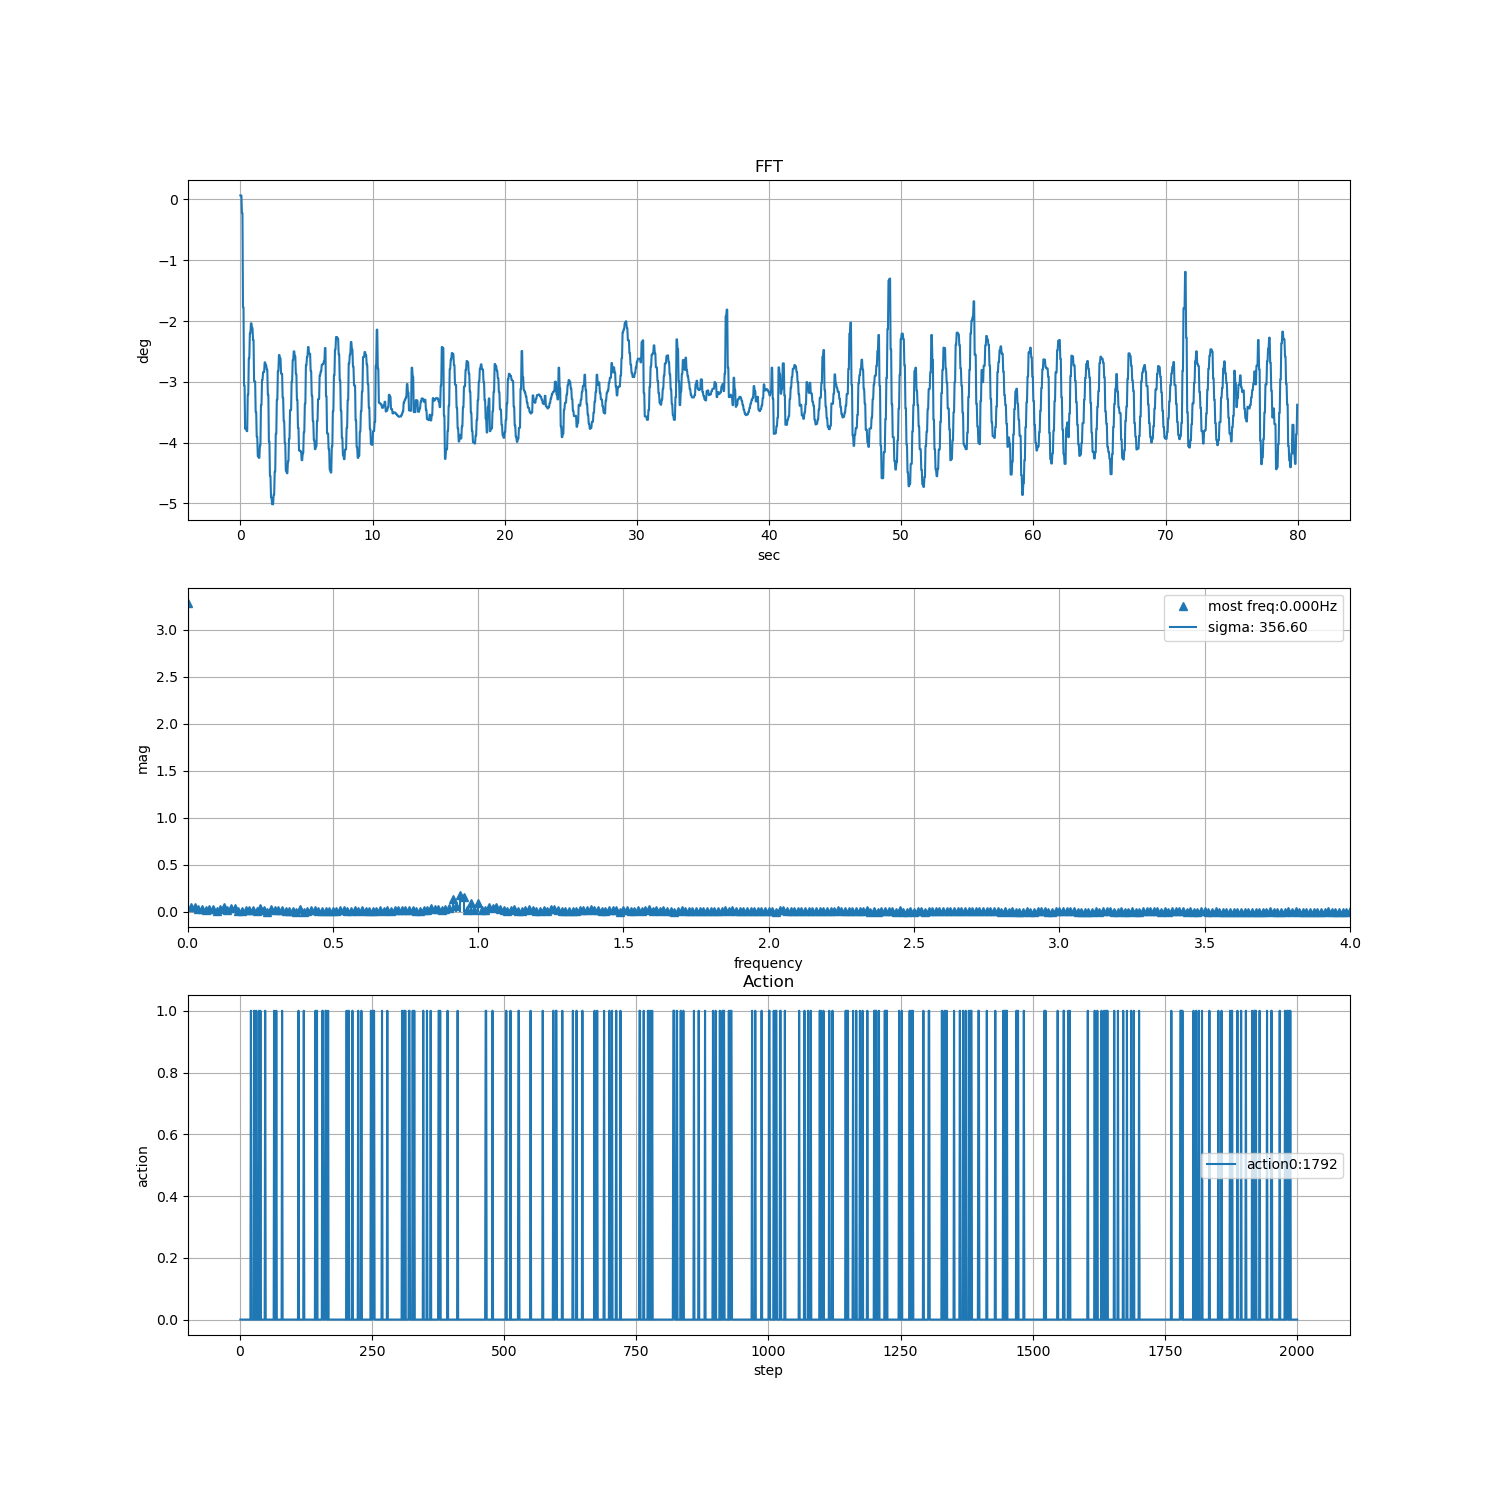 FFT
0
−1
−2
−3
−4
−5
deg
0 10 20 30 40 50 60 70 80
sec
most freq:0.000Hz
sigma: 356.60
3.0
2.5
2.0
1.5
1.0
0.5
0.0
mag
0.0 0.5 1.0 1.5 2.0 2.5 3.0 3.5 4.0
frequency
Action
1.0
0.8
0.6
0.4
0.2
0.0
action
action0:1792
0 250 500 750 1000 1250 1500 1750 2000
step